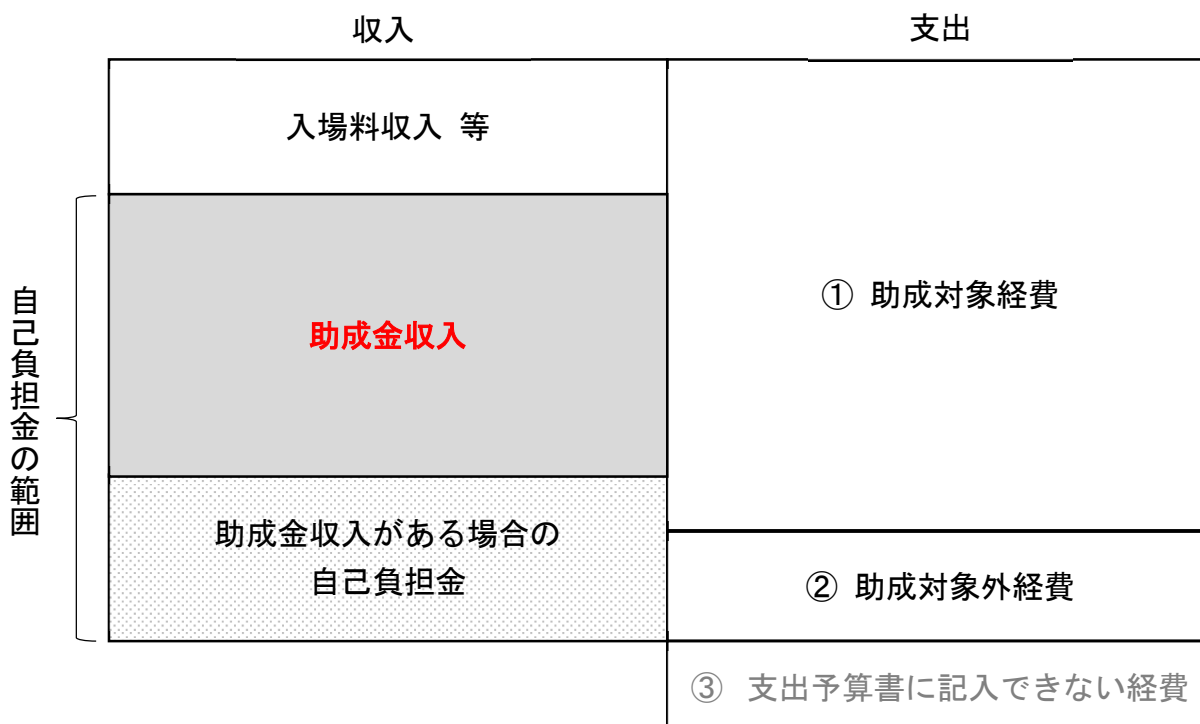 収入
支出
入場料収入 等
自己負担金の範囲
助成金収入
① 助成対象経費
助成金収入がある場合の
自己負担金
② 助成対象外経費
③ 支出予算書に記入できない経費